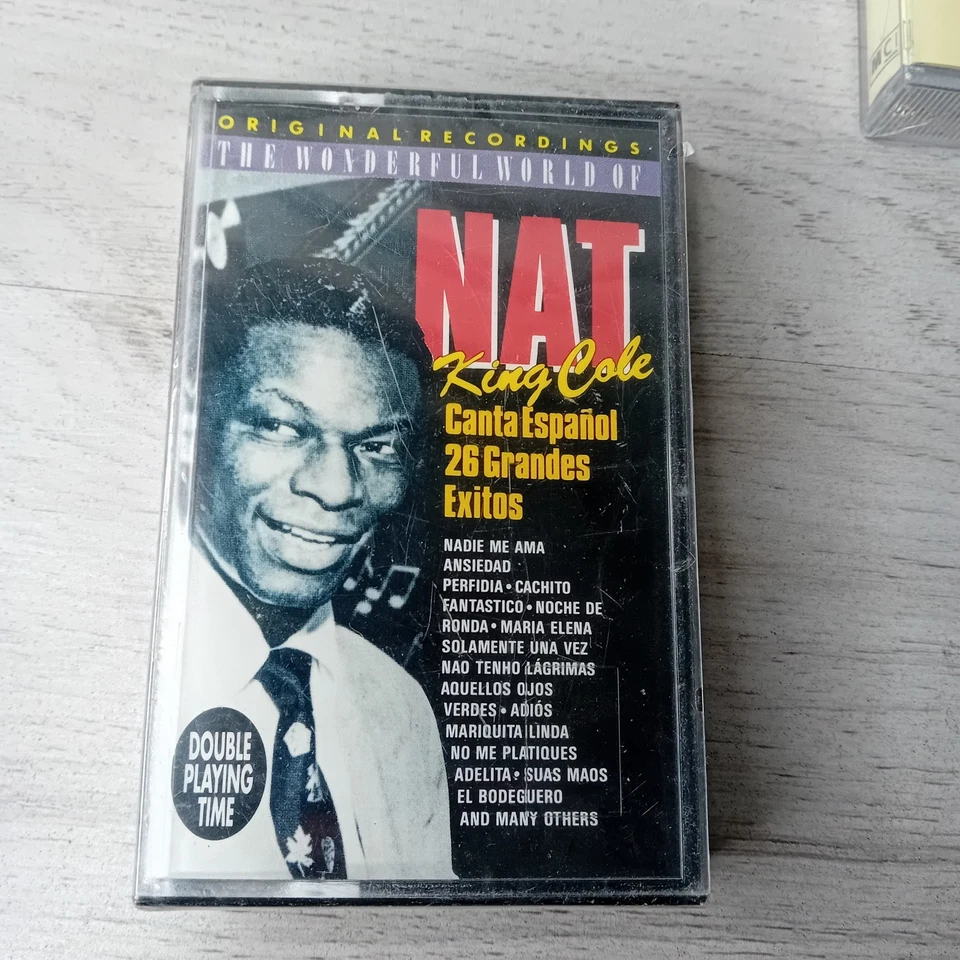 ORIGINAL RECORDINGS
THE WONDERFUL WORLD OF
NAT
King Cole
Canta Español
26 Grandes
Exitos
NADIE ME AMA
ANSIEDAD
PERFIDIA • CACHITO
FANTASTICO • NOCHE DE
RONDA • MARIA ELENA
SOLAMENTE UNA VEZ
NAO TENHO LÁGRIMAS
AQUELLOS OJOS
VERDES • ADIÓS
MARIQUITA LINDA
NO ME PLATIQUES
ADELITA • SUAS MAOS
EL BODEGUERO
AND MANY OTHERS
DOUBLE
PLAYING
TIME